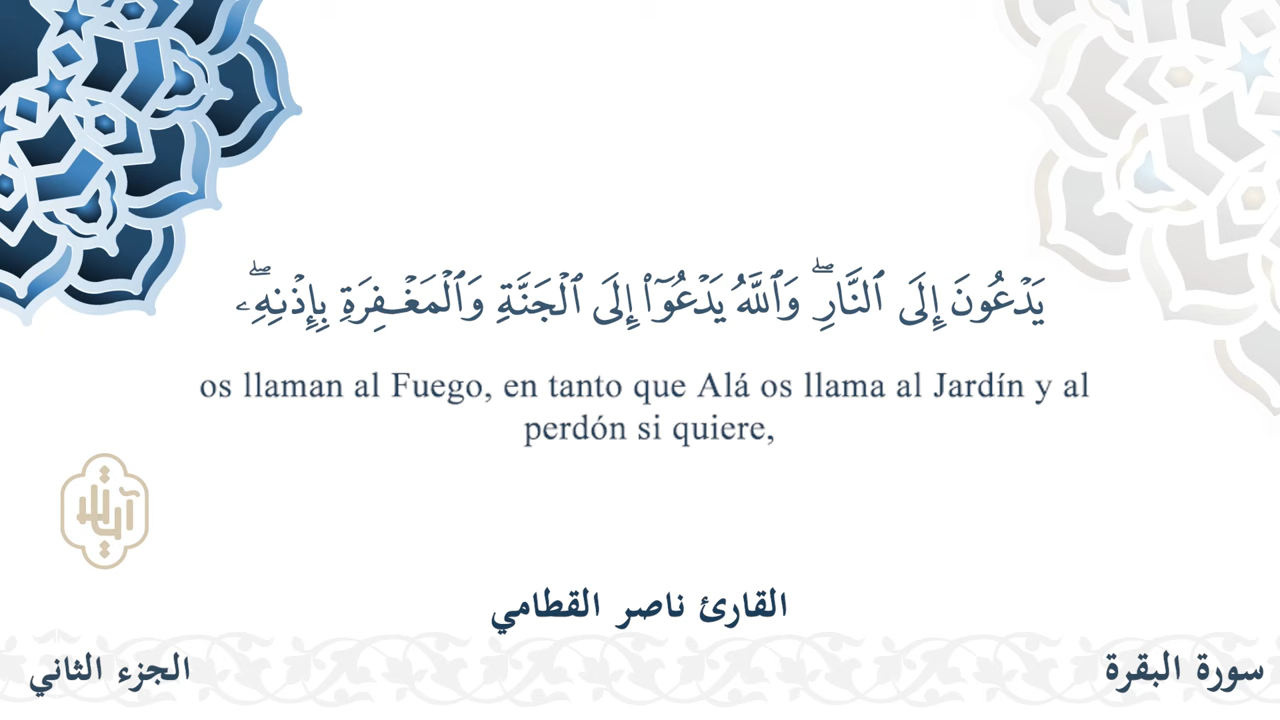 يَدْعُونَ إِلَى ٱلنَّارِ ۖ وَٱللَّهُ يَدْعُوٓا۟ إِلَى ٱلْجَنَّةِ وَٱلْمَغْفِرَةِ بِإِذْنِهِۦ ۖ
os llaman al Fuego, en tanto que Alá os llama al Jardín y al
perdón si quiere,
القارئ ناصر القطامي
سورة البقرة
الجزء الثاني